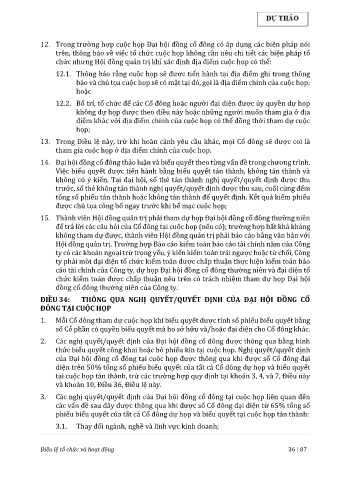 DỰ THẢO
12. Trong trường hợp cuộc họp Đại hội đồng cổ đông có áp dụng các biện pháp nói
trên, thông báo về việc tổ chức cuộc họp không cần nêu chi tiết các biện pháp tổ
chức nhưng Hội đồng quản trị khi xác định địa điểm cuộc họp có thể:
12.1. Thông báo rằng cuộc họp sẽ được tiến hành tại địa điểm ghi trong thông
báo và chủ tọa cuộc họp sẽ có mặt tại đó, gọi là địa điểm chính của cuộc họp;
hoặc
12.2. Bố trí, tổ chức để các Cổ đông hoặc người đại diện được ủy quyền dự họp
không dự họp được theo điều này hoặc những người muốn tham gia ở địa
điểm khác với địa điểm chính của cuộc họp có thể đồng thời tham dự cuộc
họp;
13. Trong Điều lệ này, trừ khi hoàn cảnh yêu cầu khác, mọi Cổ đông sẽ được coi là
tham gia cuộc họp ở địa điểm chính của cuộc họp.
14. Đại hội đồng cổ đông thảo luận và biểu quyết theo từng vấn đề trong chương trình.
Việc biểu quyết được tiến hành bằng biểu quyết tán thành, không tán thành và
không có ý kiến. Tại đại hội, số thẻ tán thành nghị quyết/quyết định được thu
trước, số thẻ không tán thành nghị quyết/quyết định được thu sau, cuối cùng đếm
tổng số phiếu tán thành hoặc không tán thành để quyết định. Kết quả kiểm phiếu
được chủ tọa công bố ngay trước khi bế mạc cuộc họp;
15. Thành viên Hội đồng quản trị phải tham dự họp Đại hội đồng cổ đông thường niên
để trả lời các câu hỏi của Cổ đông tại cuộc họp (nếu có); trường hợp bất khả kháng
không tham dự được, thành viên Hội đồng quản trị phải báo cáo bằng văn bản với
Hội đồng quản trị. Trường hợp Báo cáo kiểm toán báo cáo tài chính năm của Công
ty có các khoản ngoại trừ trọng yếu, ý kiến kiểm toán trái ngược hoặc từ chối, Công
ty phải mời đại diện tổ chức kiểm toán được chấp thuận thực hiện kiểm toán báo
cáo tài chính của Công ty, dự họp Đại hội đồng cổ đông thường niên và đại diện tổ
chức kiểm toán được chấp thuận nêu trên có trách nhiệm tham dự họp Đại hội
đồng cổ đông thường niên của Công ty.
ĐIỀU 34: THÔNG QUA NGHỊ QUYẾT/QUYẾT ĐỊNH CỦA ĐẠI HỘI ĐỒNG CỔ
ĐÔNG TẠI CUỘC HỌP
1. Mỗi Cổ đông tham dự cuộc họp khi biểu quyết được tính số phiếu biểu quyết bằng
số Cổ phần có quyền biểu quyết mà họ sở hữu và/hoặc đại diện cho Cổ đông khác.
2. Các nghị quyết/quyết định của Đại hội đồng cổ đông được thông qua bằng hình
thức biểu quyết công khai hoặc bỏ phiếu kín tại cuộc họp. Nghị quyết/quyết định
của Đại hội đồng cổ đông tại cuộc họp được thông qua khi được số Cổ đông đại
diện trên 50% tổng số phiếu biểu quyết của tất cả Cổ đông dự họp và biểu quyết
tại cuộc họp tán thành, trừ các trường hợp quy định tại khoản 3, 4, và 7, Điều này
và khoản 10, Điều 36, Điều lệ này.
3. Các nghị quyết/quyết định của Đại hội đồng cổ đông tại cuộc họp liên quan đến
các vấn đề sau đây được thông qua khi được số Cổ đông đại diện từ 65% tổng số
phiếu biểu quyết của tất cả Cổ đông dự họp và biểu quyết tại cuộc họp tán thành:
3.1. Thay đổi ngành, nghề và lĩnh vực kinh doanh;
Điều lệ tổ chức và hoạt động
36 | 87